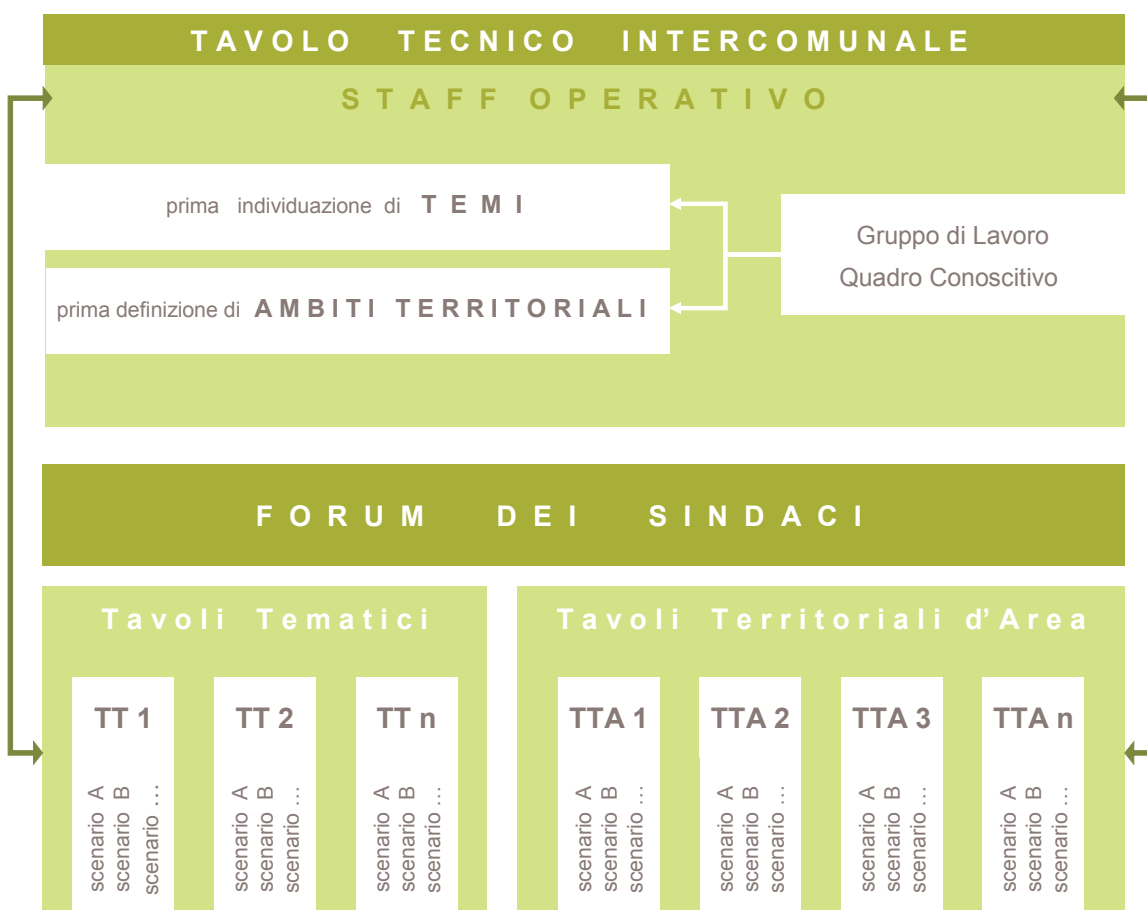 TAVOLO TECNICO INTERCOMUNALE
STAFF OPERATIVO
prima individuazione di TEMI
prima definizione di AMBITI TERRITORIALI
Gruppo di Lavoro
Quadro Conoscitivo
FORUM DEI SINDACI
Tavoli Tematici
TT 1
scenario A
scenario B
scenario …
TT 2
scenario A
scenario B
scenario …
TT n
scenario A
scenario B
scenario …
Tavoli Territoriali d'Area
TTA 1
scenario A
scenario B
scenario …
TTA 2
scenario A
scenario B
scenario …
TTA 3
scenario A
scenario B
scenario …
TTA n
scenario A
scenario B
scenario …